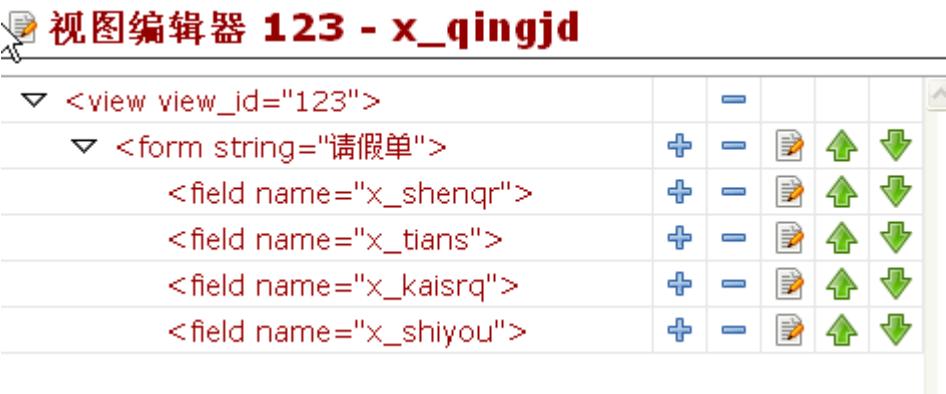 视图编辑器 123 - x_qingjd
<view view_id="123">
<form string="请假单">
<field name="x_shenqr">
<field name="x_tians">
<field name="x_kaisrq">
<field name="x_shiyou">